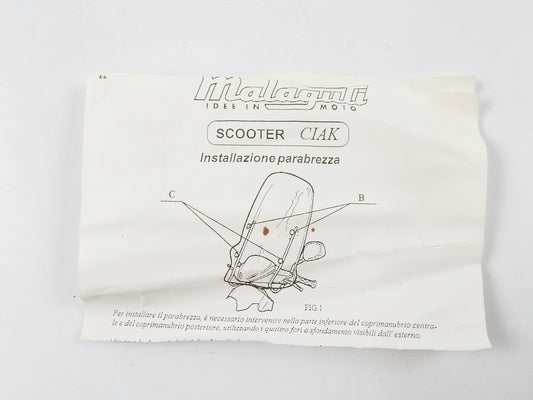 **
Malaguti
IDEE IN MOTO
SCOOTER CIAK
Installazione parabrezza
C
B
FIG.1
Per installare il parabrezza, è necessario intervenire nella parte inferiore del coprimanubrio centra-
le e del coprimanubrio posteriore, utilizzando i quattro fori a sfondamento visibili dall'esterno.